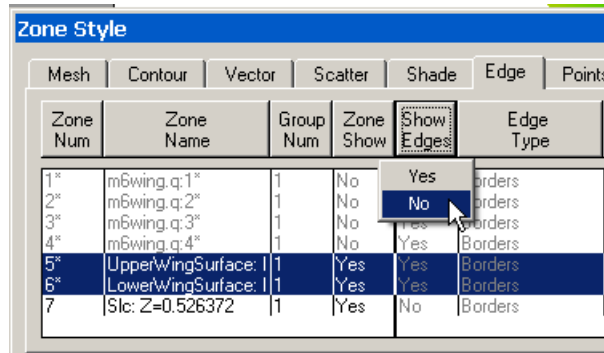 Zone Style
Mesh Contour Vector Scatter Shade Edge Points
Zone Num Zone Name Group Num Zone Show Show Edges Edge Type
Yes
No
1* m6wing.q:1* 1 No Borders
2* m6wing.q:2* 1 No Borders
3* m6wing.q:3* 1 No Yes Borders
4* m6wing.q:4* 1 No Yes Borders
5* UpperWingSurface: I 1 Yes Yes Borders
6* LowerWingSurface: I 1 Yes Yes Borders
7 Slc: Z=0.526372 1 Yes No Borders